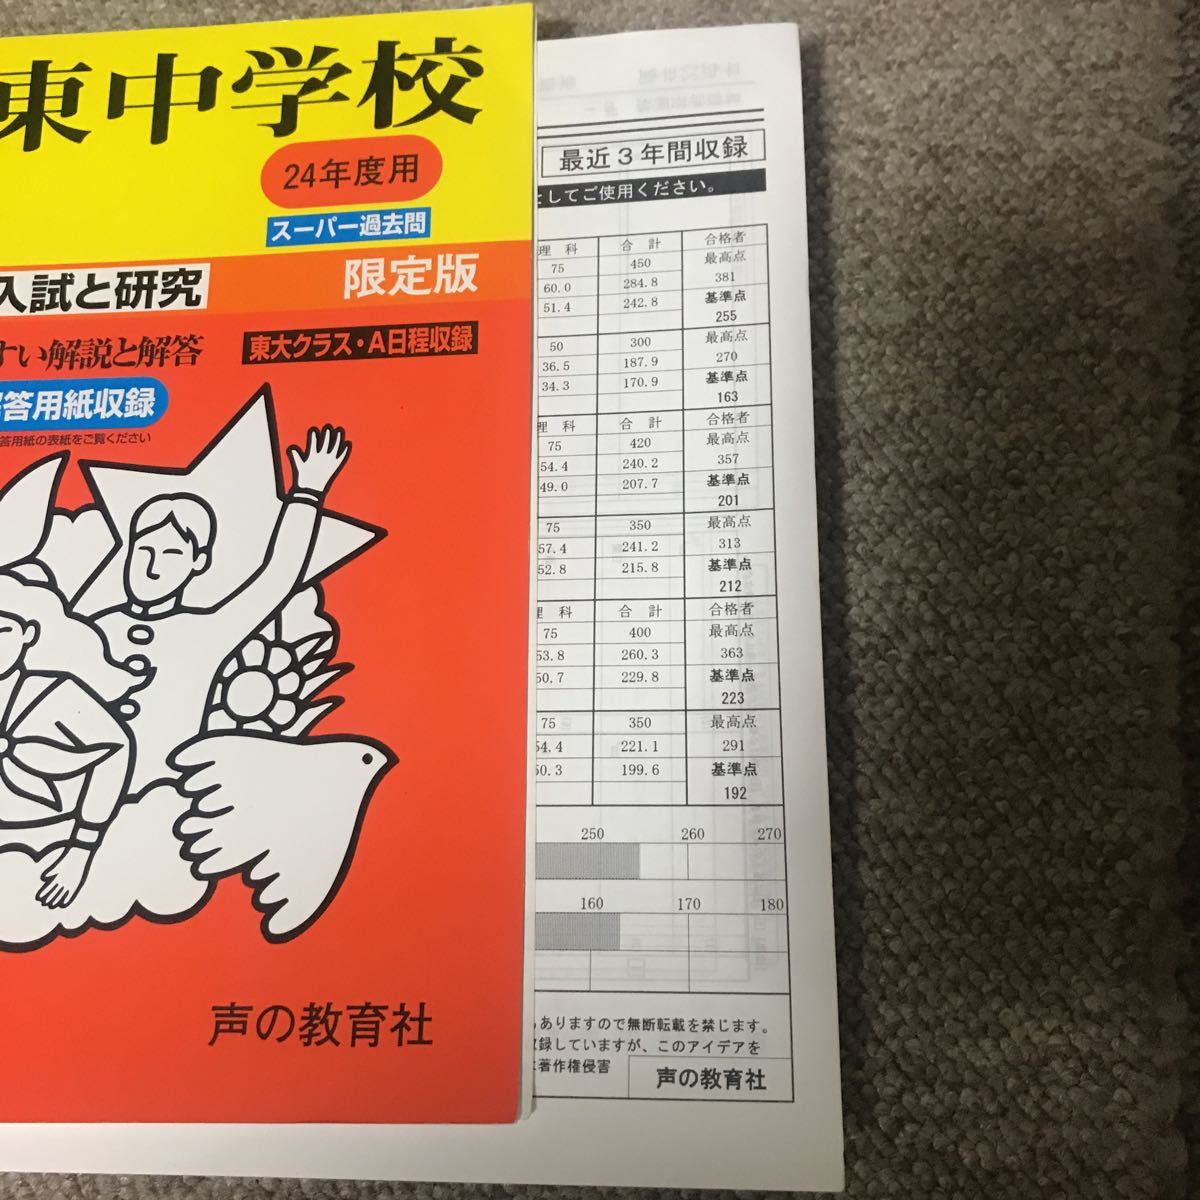 東中学校
24年度用
スーパー過去問
入試と研究
限定版
すい解説と解答
東大クラス・A日程収録
答用紙収録
答用紙の表紙をご覧ください
声の教育社
最近3年間収録
としてご使用ください。
理 科 合 計 合格者
75 450 最高点
60.0 284.8 381
51.4 242.8 基準点
255
50 300 最高点
36.5 187.9 270
34.3 170.9 基準点
163
理 科 合 計 合格者
75 420 最高点
54.4 240.2 357
49.0 207.7 基準点
201
75 350 最高点
57.4 241.2 313
52.8 215.8 基準点
212
理 科 合 計 合格者
75 400 最高点
53.8 260.3 363
50.7 229.8 基準点
223
75 350 最高点
54.4 221.1 291
50.3 199.6 基準点
192
250 260 270
160 170 180
もありますので無断転載を禁じます。
収録していますが、このアイデアを
著作権侵害
声の教育社